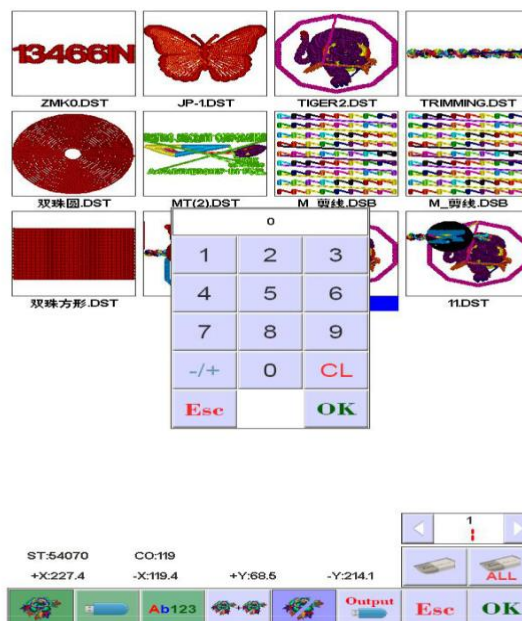 13466IN
ZMK0.DST JP-1.DST TIGER2.DST TRIMMING.DST
双珠圆.DST MT(2).DST M_剪线.DSB M_剪线.DSB
双珠方形.DST 11.DST
0
1 2 3
4 5 6
7 8 9
-/+ 0 CL
Esc OK
1
ST:54070 CO:119
+X:227.4 -X:119.4 +Y:68.5 -Y:214.1
ALL
Ab123 Output Esc OK